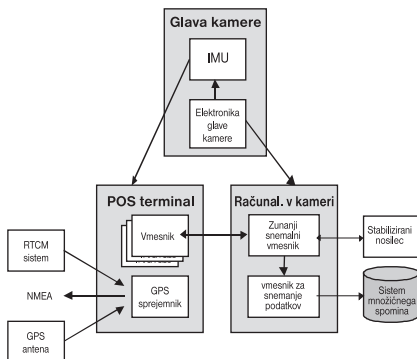 Glava kamere
IMU
Elektronika
glave
kamere
POS terminal
Vmesnik
GPS
sprejemnik
RTCM
sistem
NMEA
GPS
antena
Računal. v kameri
Zunanji
snemalni
vmesnik
vmesnik za
snemanje
podatkov
Stabilizirani
nosilec
Sistem
množičnega
spomina